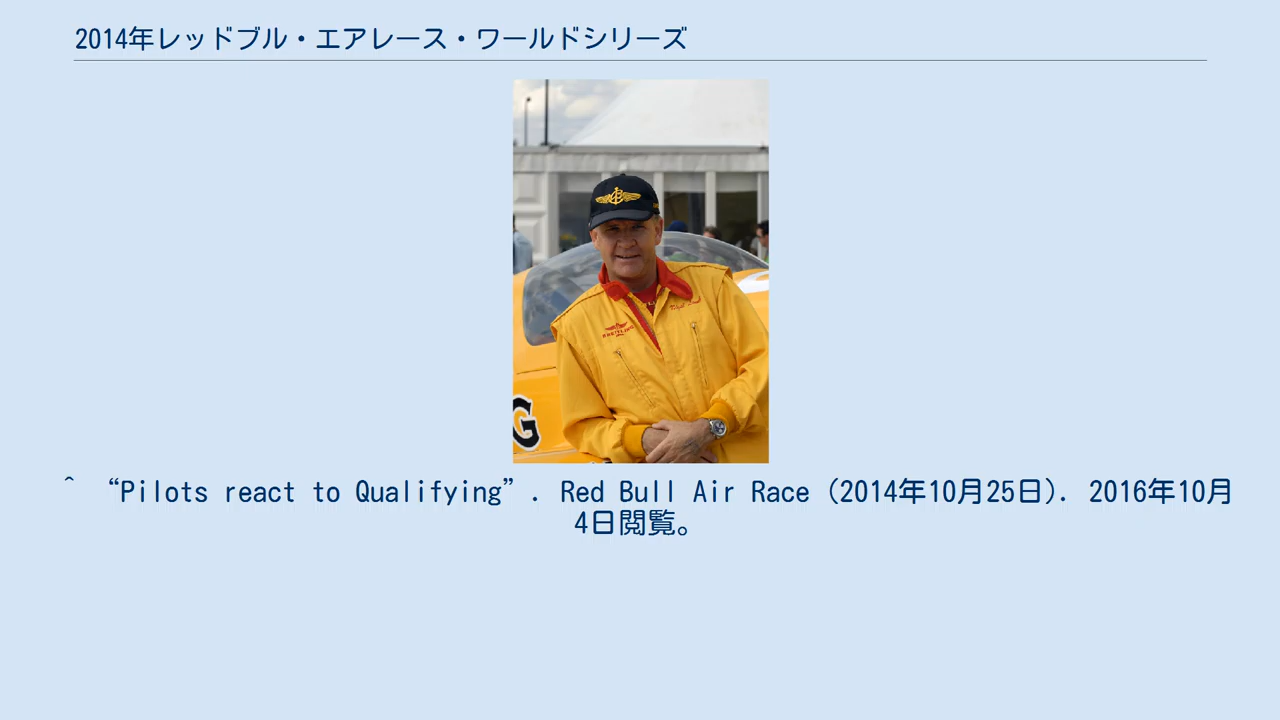 2014年レッドブル・エアレース・ワールドシリーズ
BREITLING
G
^ “Pilots react to Qualifying”. Red Bull Air Race (2014年10月25日). 2016年10月
4日閲覧。